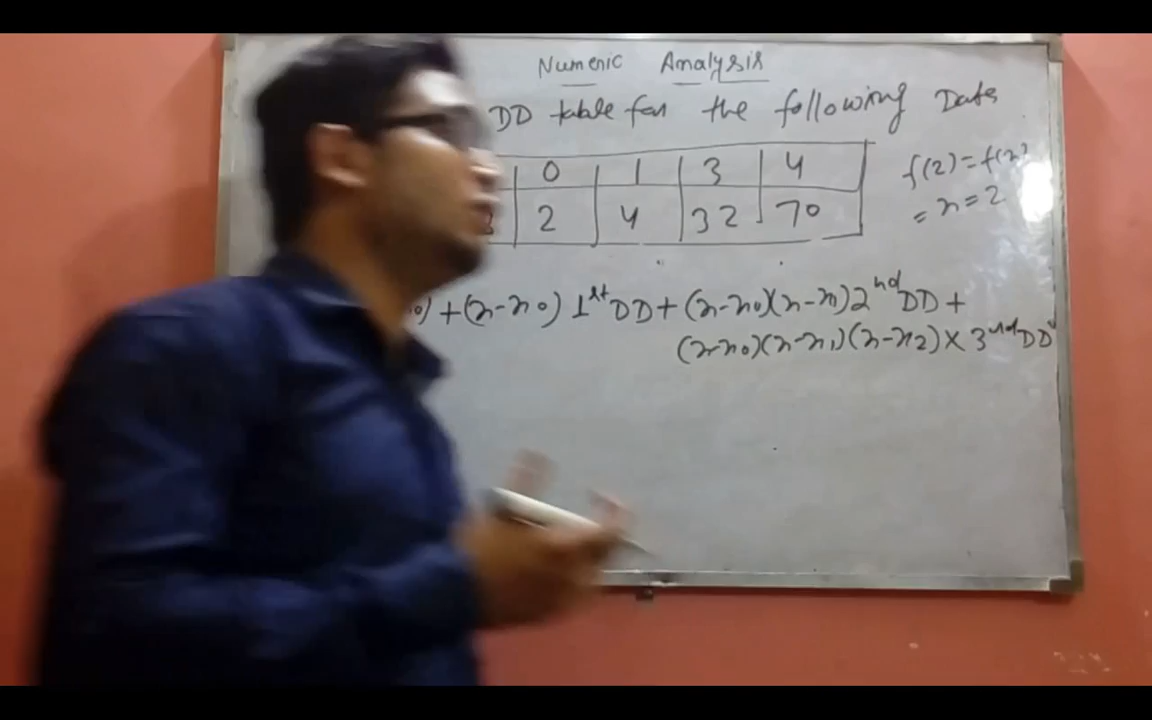 Numeric Analysis
DD table for the following Data
0 1 3 4
2 4 32 70
f(2) = f(x)
= x = 2
0) + (x-x0) 1st DD + (x-x0)(x-x1) 2nd DD +
(x-x0)(x-x1)(x-x2) × 3rd DD